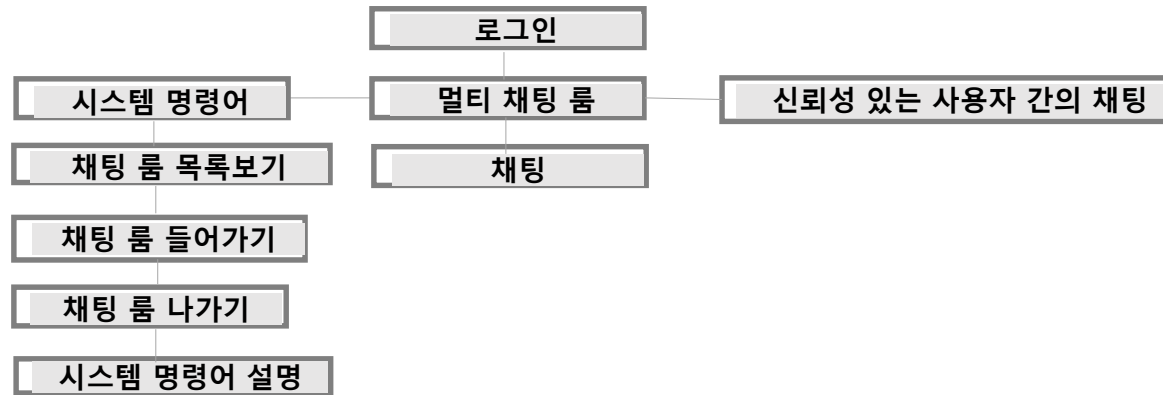 로그인
시스템 명령어
멀티 채팅 룸
신뢰성 있는 사용자 간의 채팅
채팅 룸 목록보기
채팅
채팅 룸 들어가기
채팅 룸 나가기
시스템 명령어 설명